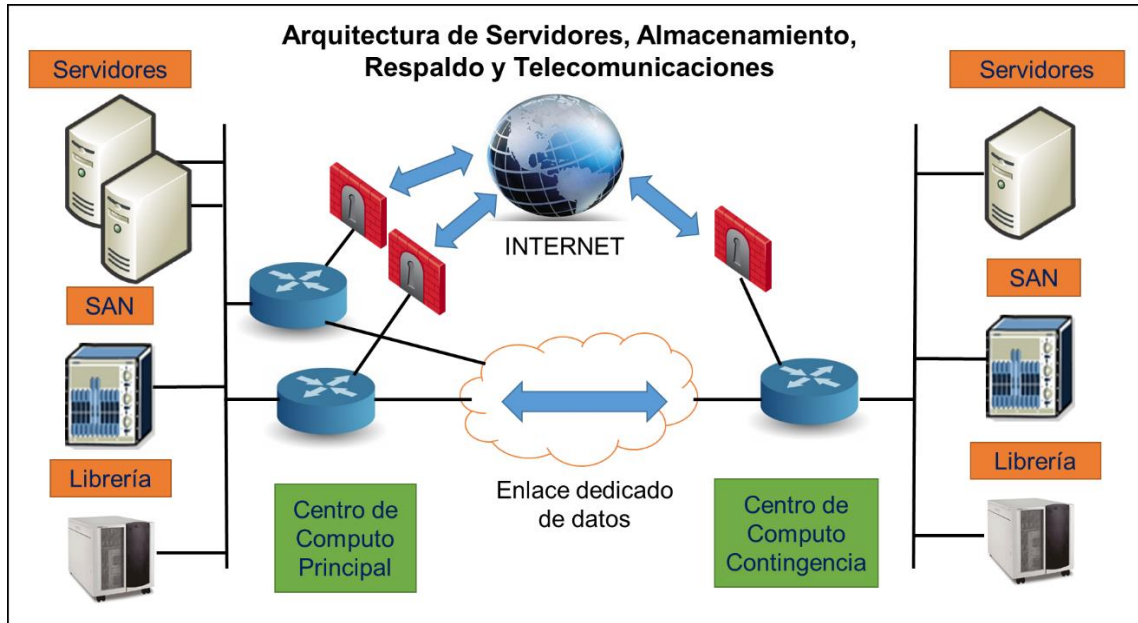 Arquitectura de Servidores, Almacenamiento,
Respaldo y Telecomunicaciones
Servidores
SAN
Librería
INTERNET
Servidores
SAN
Librería
Centro de
Computo
Principal
Enlace dedicado
de datos
Centro de
Computo
Contingencia